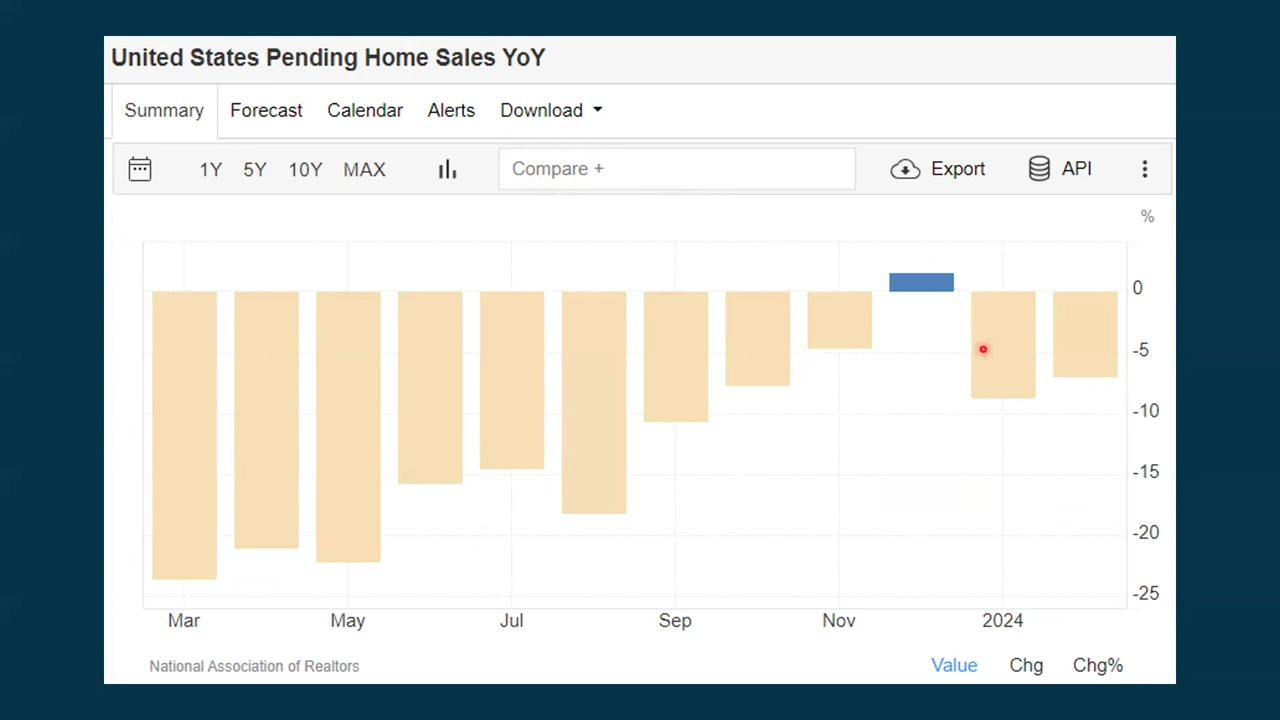 United States Pending Home Sales YoY
Summary Forecast Calendar Alerts Download
1Y 5Y 10Y MAX Compare + Export API
%
0
-5
-10
-15
-20
-25
Mar May Jul Sep Nov 2024
National Association of Realtors Value Chg Chg%